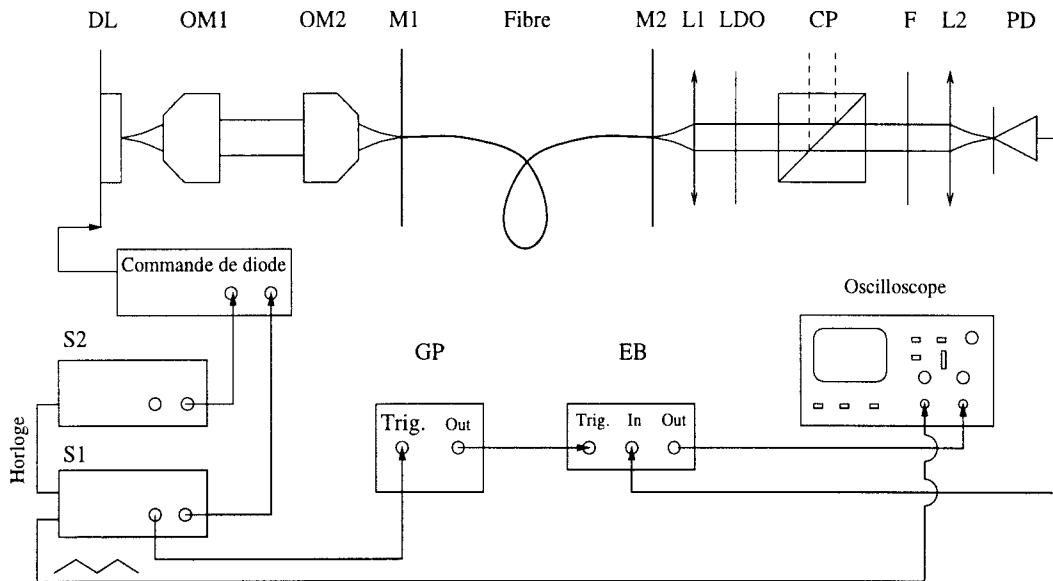 DL OM1 OM2 M1 Fibre M2 L1 LDO CP F L2 PD
Commande de diode
Oscilloscope
S2
GP
EB
Trig. Out
Trig. In Out
Horloge
S1